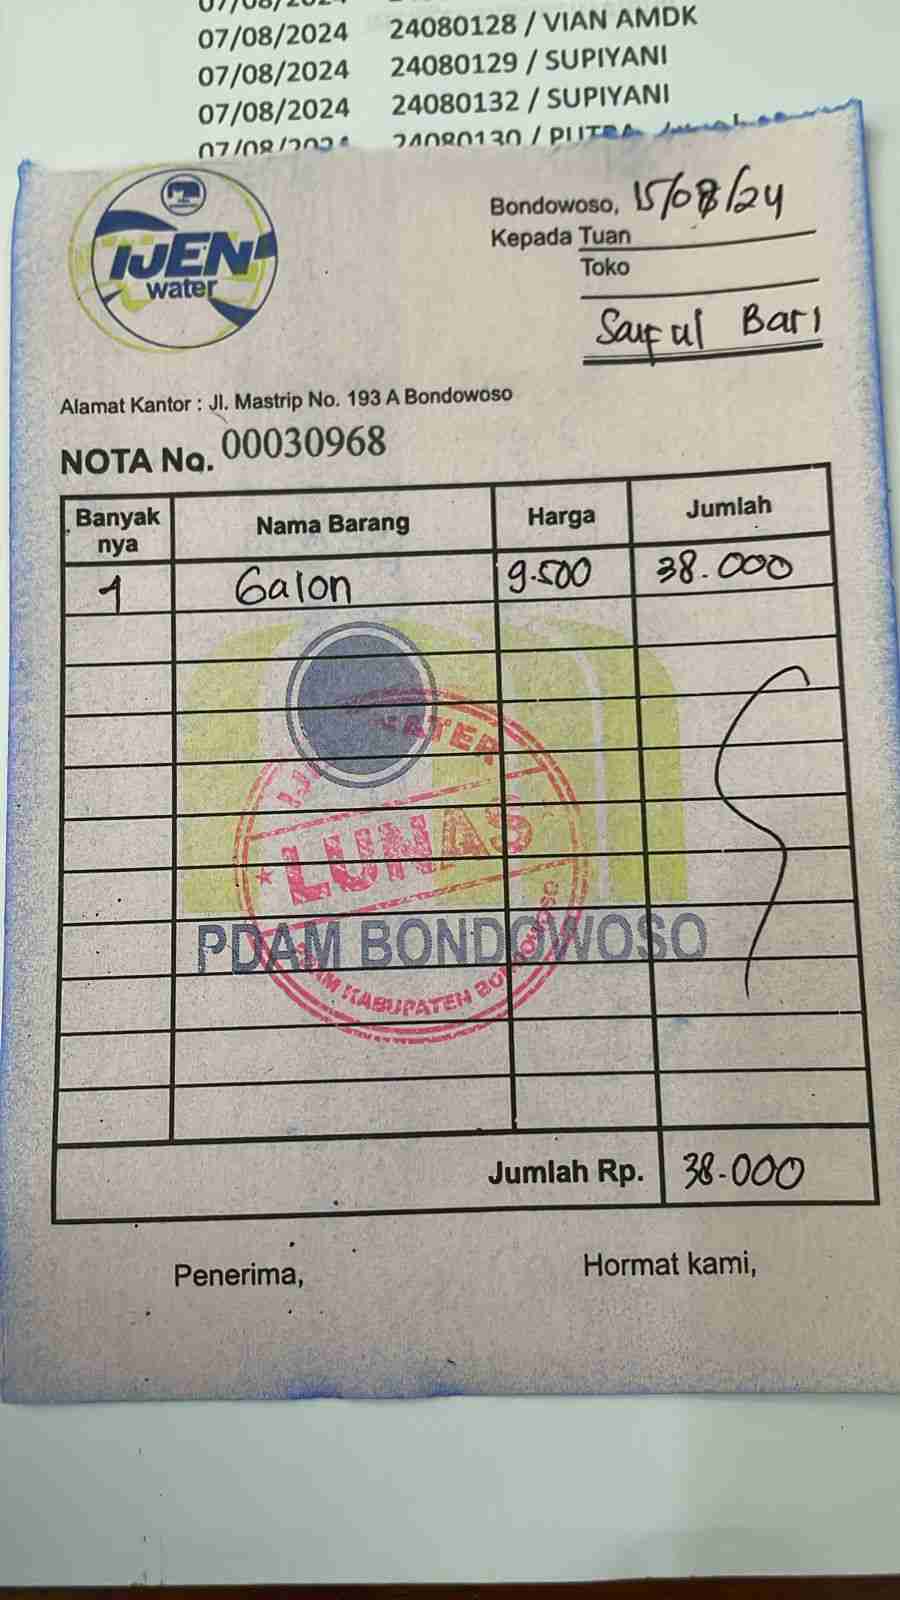 07/08/2024
07/08/2024 24080128 / VIAN AMDK
07/08/2024 24080129 / SUPIYANI
07/08/2024 24080132 / SUPIYANI
07/08/2024 24080130 / PUTRA
IJEN
water
Bondowoso, 15/08/24
Kepada Tuan
Toko
Saiful Bari
Alamat Kantor : Jl. Mastrip No. 193 A Bondowoso
NOTA No. 00030968
Banyak nya Nama Barang Harga Jumlah
4 Galon 9.500 38.000
WATER
LUNAS
PDAM BONDOWOSO
PDAM KABUPATEN BONDOWOSO
Jumlah Rp. 38.000
Penerima, Hormat kami,